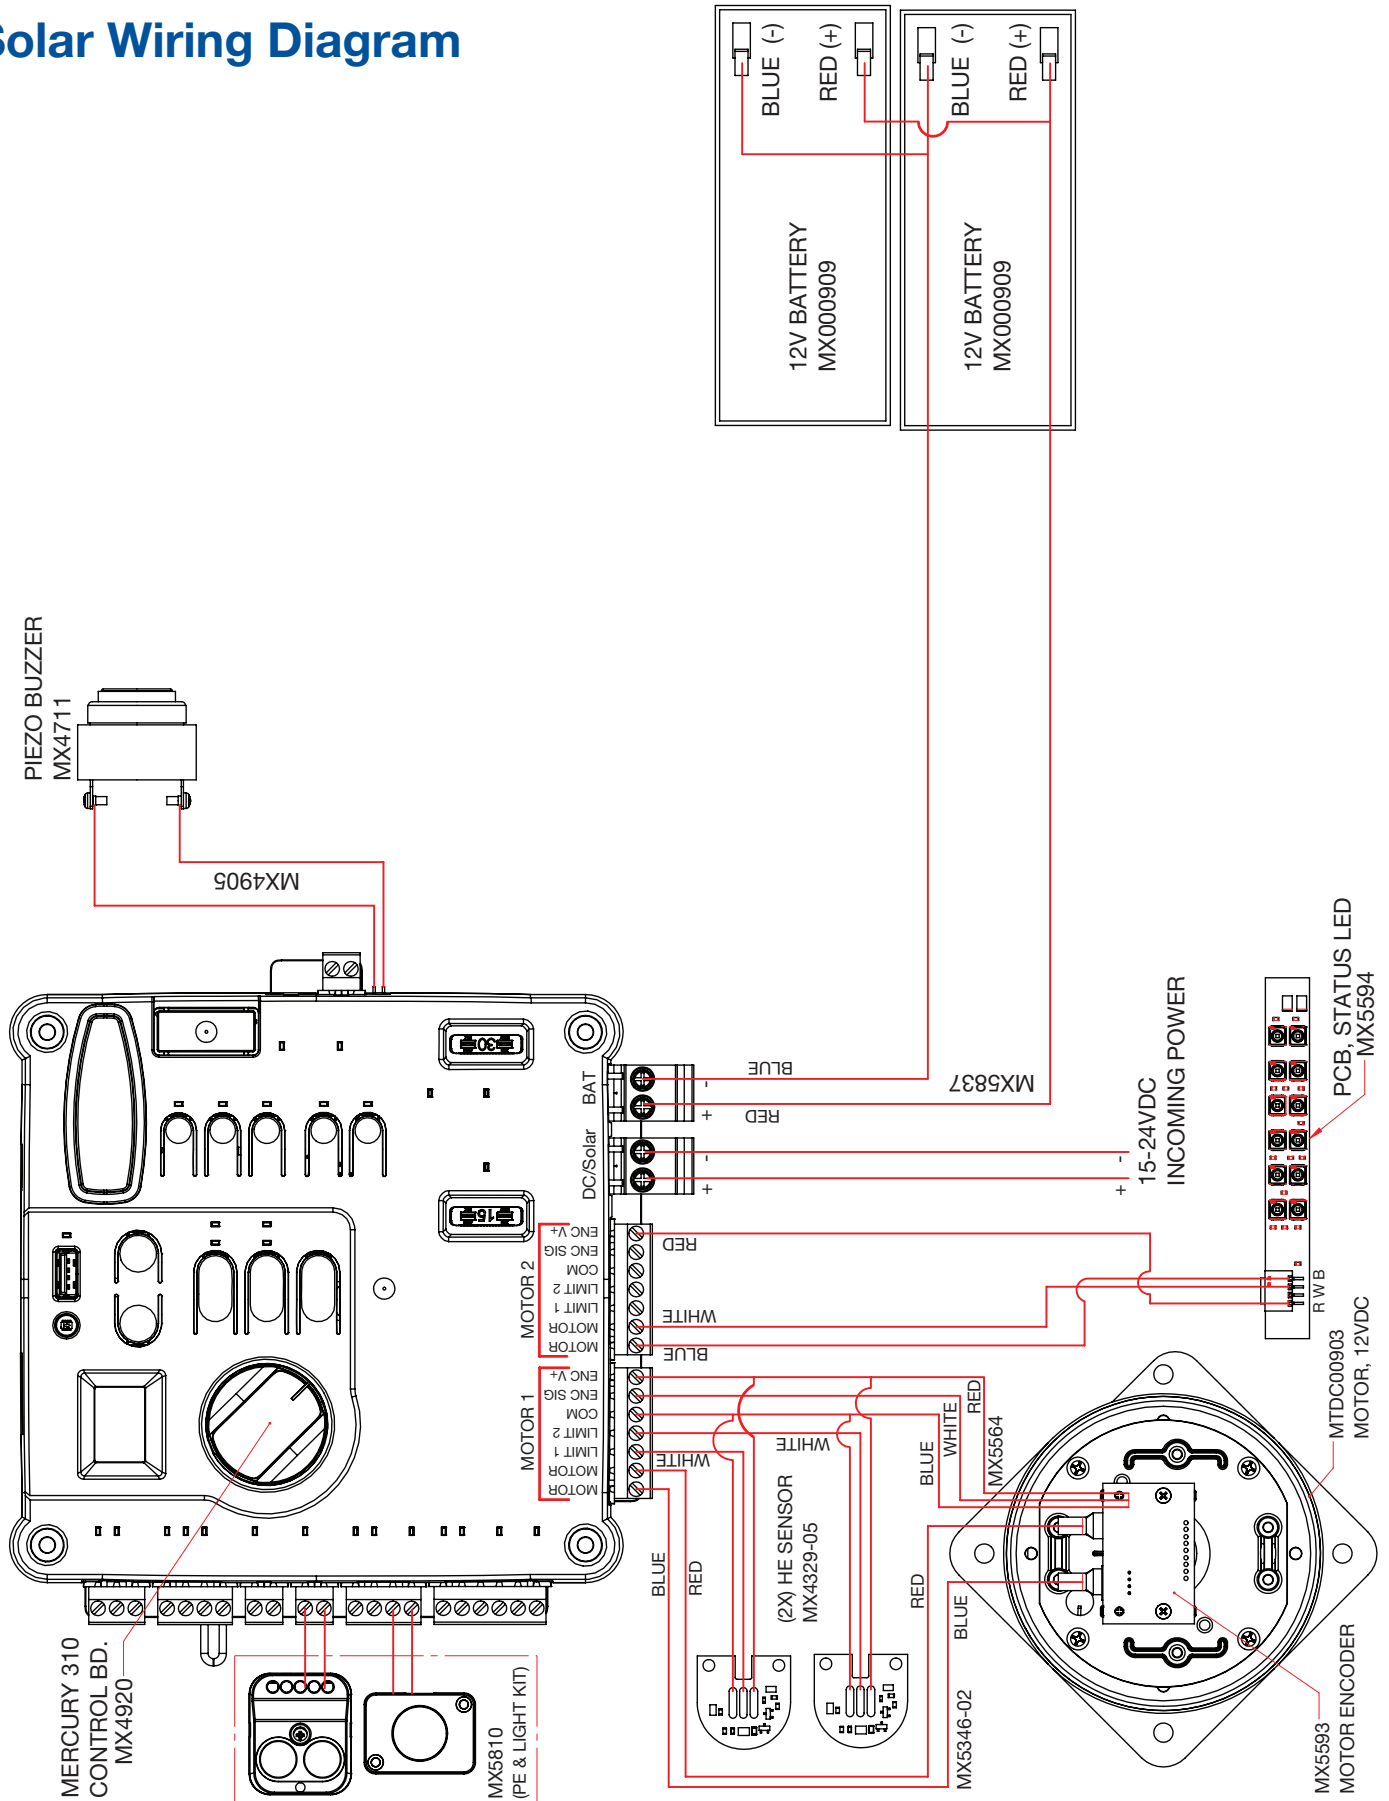 Solar Wiring Diagram
BLUE (-)
RED (+)
BLUE (-)
RED (+)
12V BATTERY
MX000909
12V BATTERY
MX000909
PIEZO BUZZER
MX4711
MX4905
30
15
BAT
DC/Solar
-
+
-
+
BLUE
RED
MX5837
15-24VDC
INCOMING POWER
-
+
MOTOR 2
ENC V+
ENC SIG
COM
LIMIT 2
LIMIT 1
MOTOR
MOTOR
RED
WHITE
BLUE
MOTOR 1
ENC V+
ENC SIG
COM
LIMIT 2
LIMIT 1
MOTOR
MOTOR
WHITE
WHITE
BLUE
RED
(2X) HE SENSOR
MX4329-05
RED
WHITE
BLUE
MX5564
RED
BLUE
MX5346-02
R W B
PCB, STATUS LED
MX5594
MTDC00903
MOTOR, 12VDC
MX5593
MOTOR ENCODER
MERCURY 310
CONTROL BD.
MX4920
MX5810
(PE & LIGHT KIT)